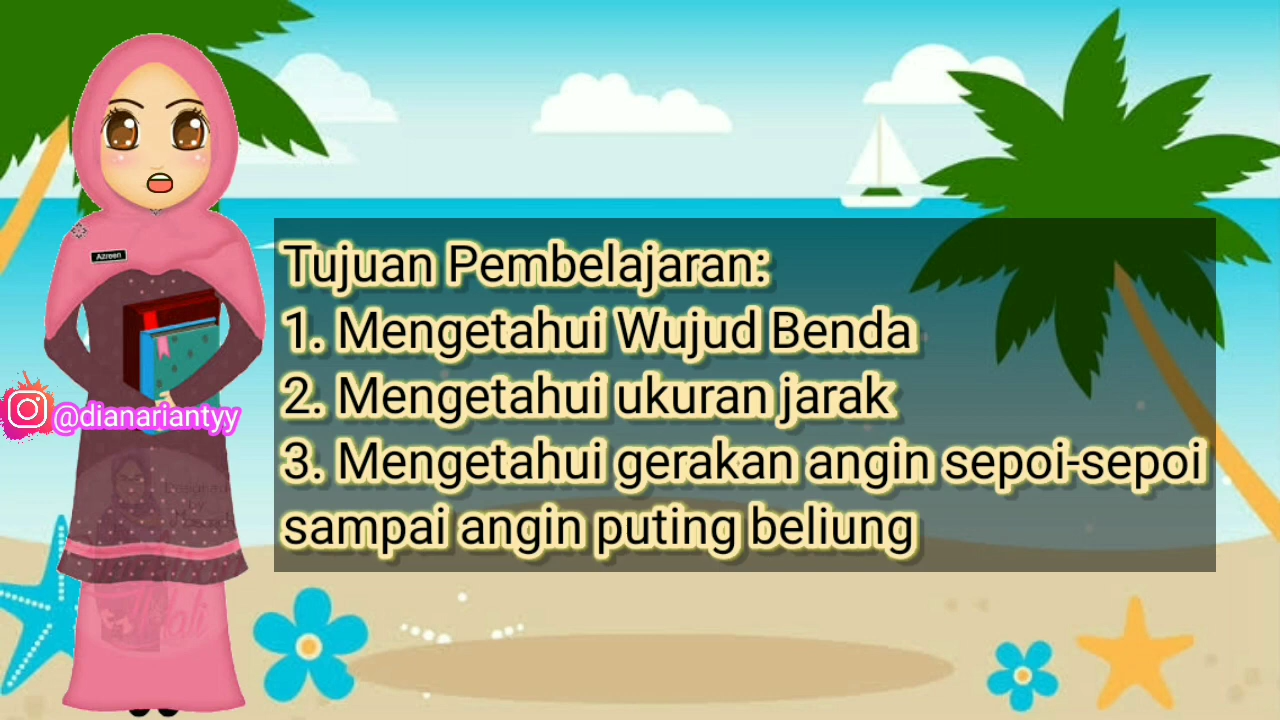 Azreen
Tujuan Pembelajaran:
1. Mengetahui Wujud Benda
2. Mengetahui ukuran jarak
3. Mengetahui gerakan angin sepoi-sepoi
sampai angin puting beliung
@dianariantyy